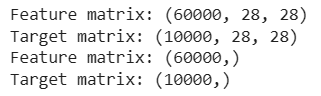 Feature matrix: (60000, 28, 28)
Target matrix: (10000, 28, 28)
Feature matrix: (60000,)
Target matrix: (10000,)